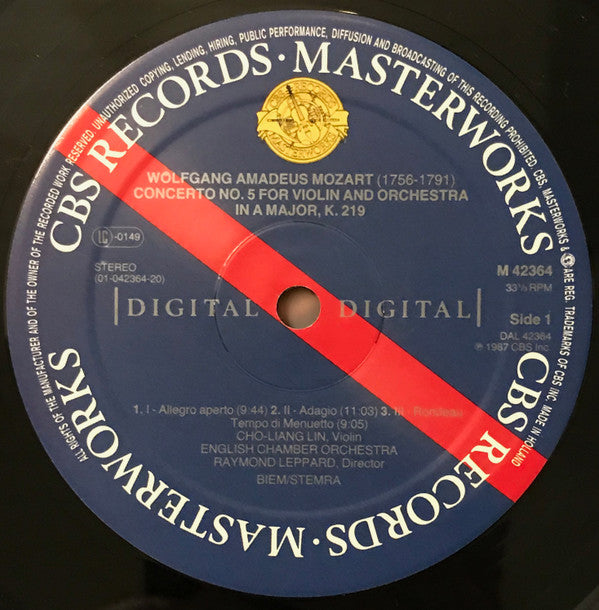 ALL RIGHTS OF THE MANUFACTURER AND OF THE OWNER OF THE RECORDED WORK RESERVED. UNAUTHORIZED COPYING, LENDING, HIRING, PUBLIC PERFORMANCE, DIFFUSION AND BROADCASTING OF THIS RECORDING PROHIBITED. CBS, MASTERWORKS & ARE REG. TRADEMARKS OF CBS INC. MADE IN HOLLAND
CBS RECORDS · MASTERWORKS
CBS RECORDS · MASTERWORKS
WOLFGANG AMADEUS MOZART (1756-1791)
CONCERTO NO. 5 FOR VIOLIN AND ORCHESTRA
IN A MAJOR, K. 219
LC -0149
M 42364
STEREO
33⅓ RPM
(01-042364-20)
DIGITAL DIGITAL
Side 1
DAL 42364
℗ 1987 CBS Inc.
1. I - Allegro aperto (9:44) 2. II - Adagio (11:03) 3. III - Rondeau
Tempo di Menuetto (9:05)
CHO-LIANG LIN, Violin
ENGLISH CHAMBER ORCHESTRA
RAYMOND LEPPARD, Director
BIEM/STEMRA